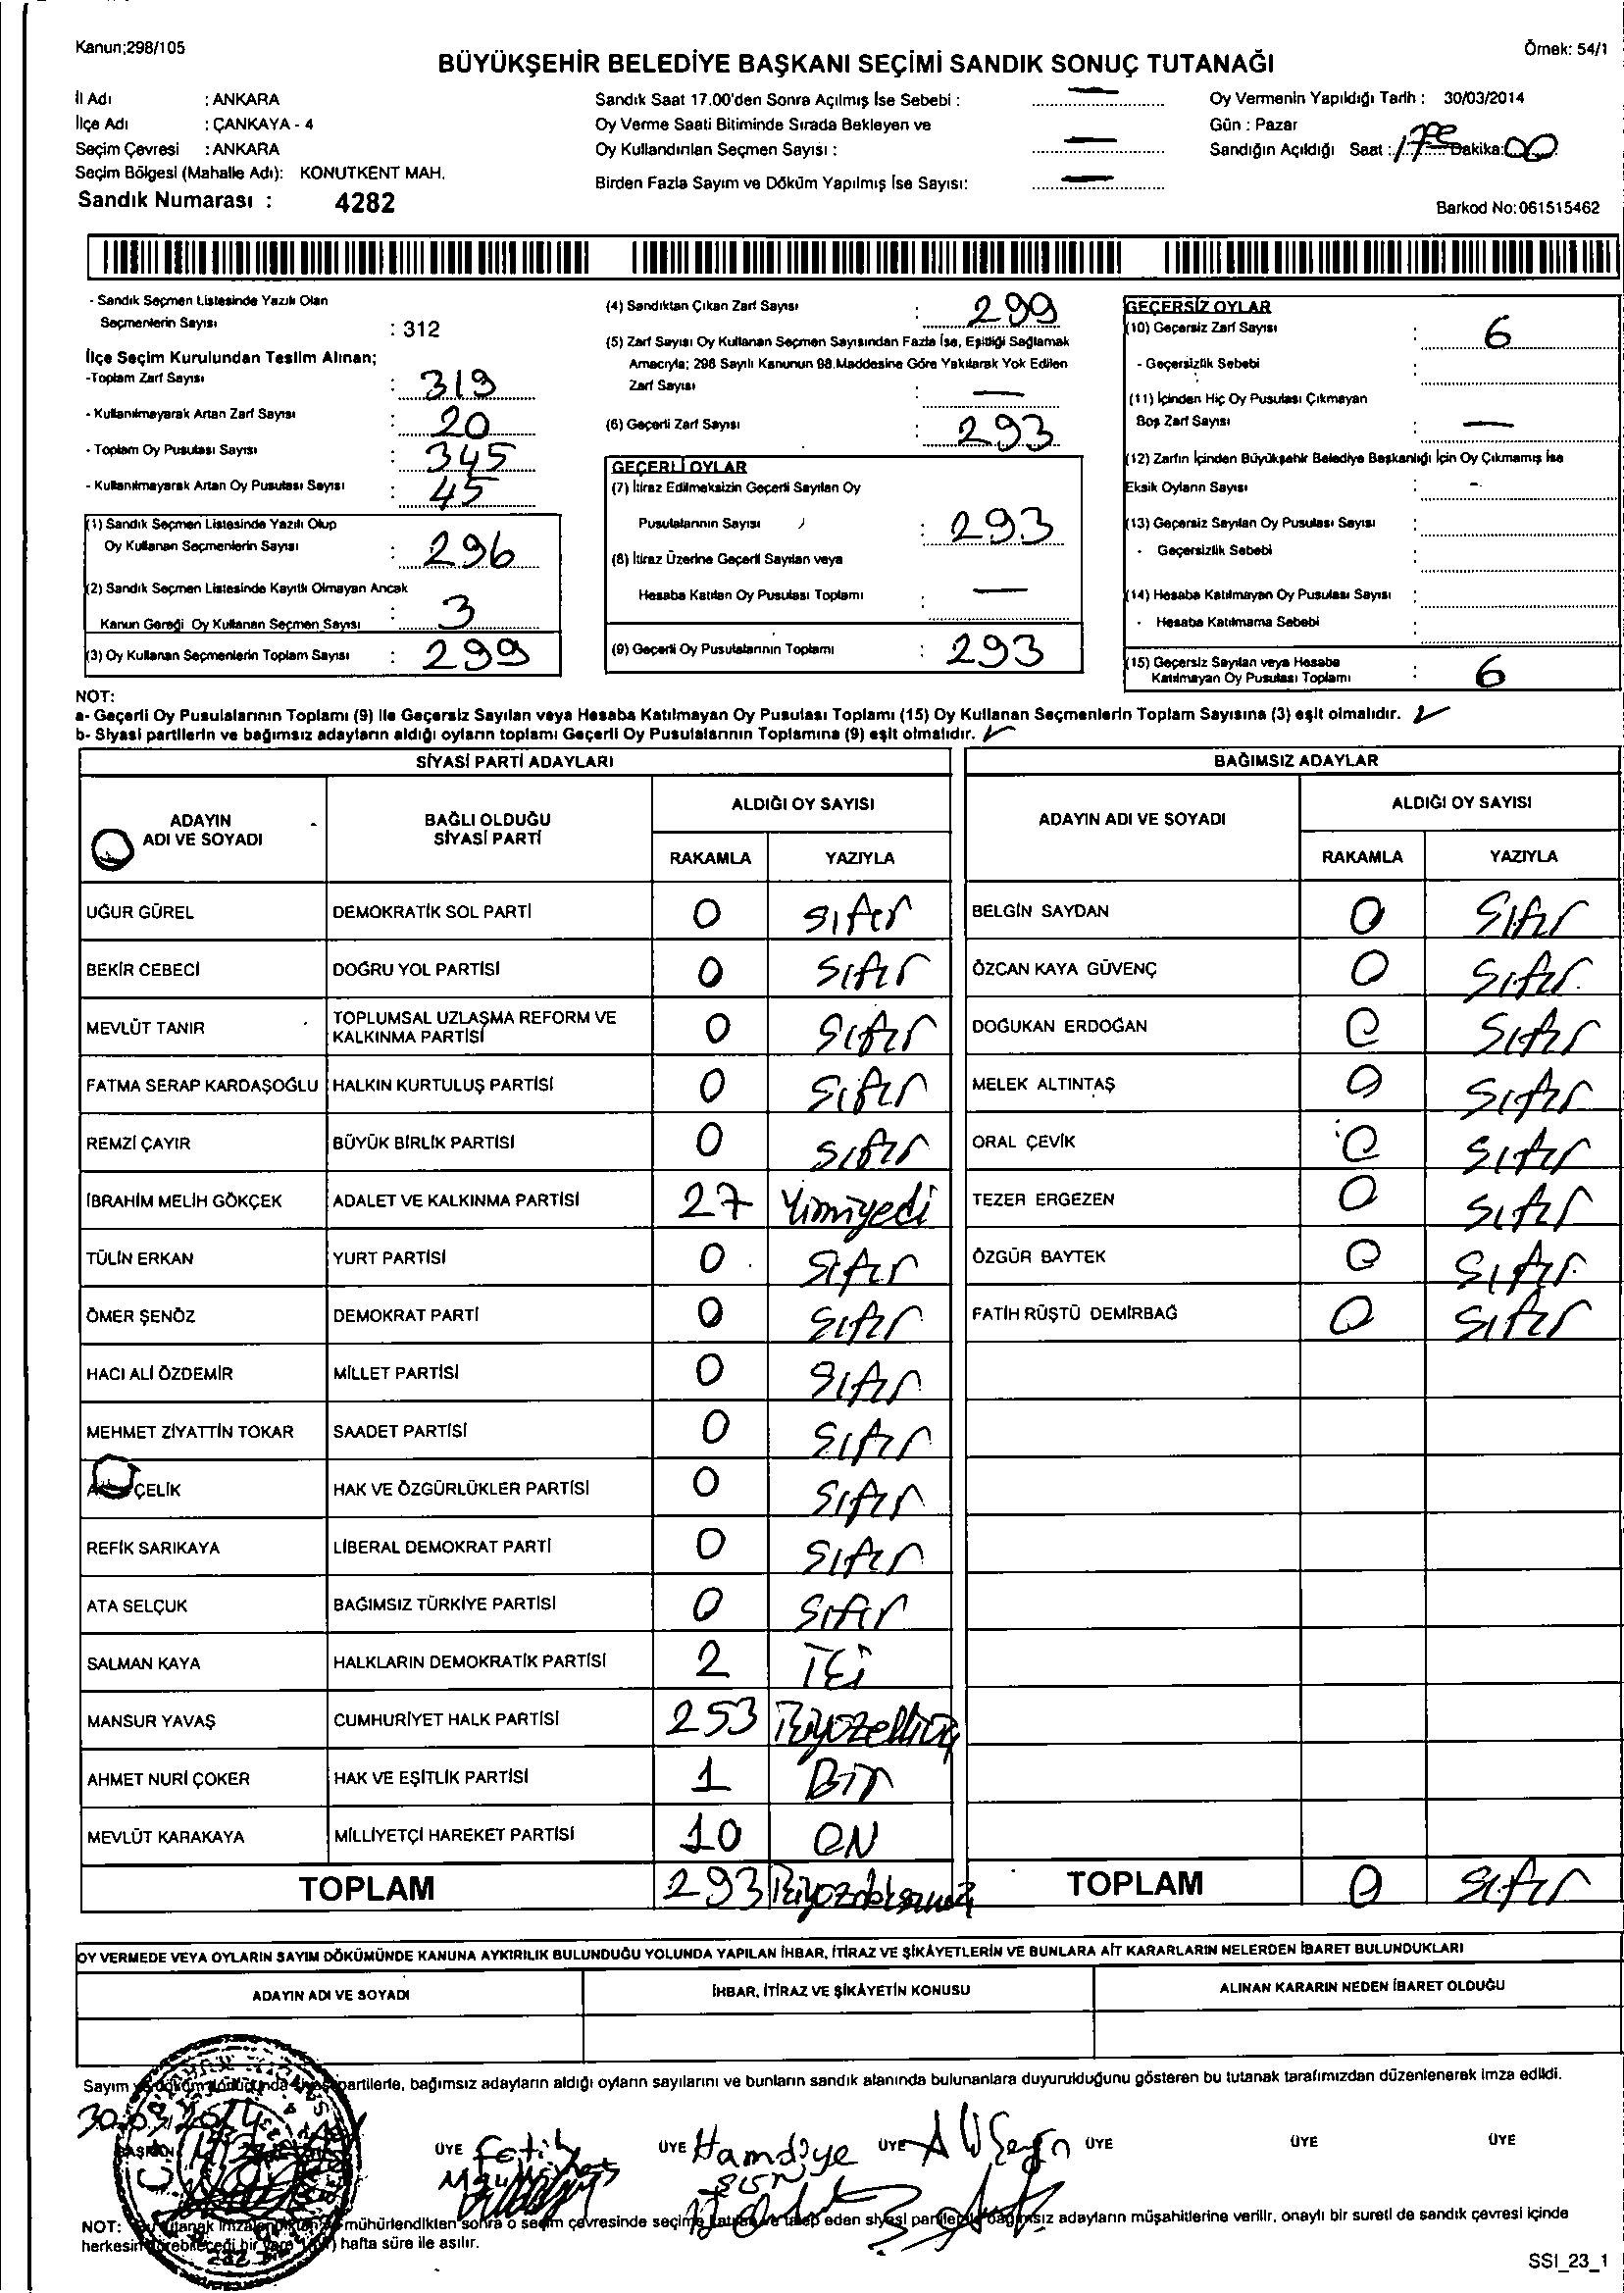 Kanun;298/105
Örnek: 54/1
BÜYÜKŞEHİR BELEDİYE BAŞKANI SEÇİMİ SANDIK SONUÇ TUTANAĞI
İl Adı : ANKARA
İlçe Adı : ÇANKAYA - 4
Seçim Çevresi : ANKARA
Seçim Bölgesi (Mahalle Adı): KONUTKENT MAH.
Sandık Numarası : 4282
Sandık Saat 17.00'den Sonra Açılmış İse Sebebi : —
Oy Verme Saati Bitiminde Sırada Bekleyen ve
Oy Kullandırılan Seçmen Sayısı : —
Birden Fazla Sayım ve Döküm Yapılmış İse Sayısı: —
Oy Vermenin Yapıldığı Tarih : 30/03/2014
Gün : Pazar
Sandığın Açıldığı Saat : 17 Dakika: 00
Barkod No:061515462
- Sandık Seçmen Listesinde Yazılı Olan
Seçmenlerin Sayısı : 312
İlçe Seçim Kurulundan Teslim Alınan;
-Toplam Zarf Sayısı : 319
- Kullanılmayarak Artan Zarf Sayısı : 20
- Toplam Oy Pusulası Sayısı : 345
- Kullanılmayarak Artan Oy Pusulası Sayısı : 45
(1) Sandık Seçmen Listesinde Yazılı Olup
Oy Kullanan Seçmenlerin Sayısı : 296
(2) Sandık Seçmen Listesinde Kayıtlı Olmayan Ancak
Kanun Gereği Oy Kullanan Seçmen Sayısı : 3
(3) Oy Kullanan Seçmenlerin Toplam Sayısı : 299
(4) Sandıktan Çıkan Zarf Sayısı : 299
(5) Zarf Sayısı Oy Kullanan Seçmen Sayısından Fazla İse, Eşitliği Sağlamak
Amacıyla; 298 Sayılı Kanunun 98.Maddesine Göre Yakılarak Yok Edilen
Zarf Sayısı : —
(6) Geçerli Zarf Sayısı : 293
GEÇERLİ OYLAR
(7) İtiraz Edilmeksizin Geçerli Sayılan Oy
Pusulalarının Sayısı : 293
(8) İtiraz Üzerine Geçerli Sayılan veya
Hesaba Katılan Oy Pusulası Toplamı : —
(9) Geçerli Oy Pusulalarının Toplamı : 293
GEÇERSİZ OYLAR
(10) Geçersiz Zarf Sayısı : 6
- Geçersizlik Sebebi
(11) İçinden Hiç Oy Pusulası Çıkmayan
Boş Zarf Sayısı : —
(12) Zarfın İçinden Büyükşehir Belediye Başkanlığı İçin Oy Çıkmamış İse
Eksik Oyların Sayısı : -
(13) Geçersiz Sayılan Oy Pusulası Sayısı :
- Geçersizlik Sebebi
(14) Hesaba Katılmayan Oy Pusulası Sayısı :
- Hesaba Katılmama Sebebi
(15) Geçersiz Sayılan veya Hesaba
Katılmayan Oy Pusulası Toplamı : 6
NOT:
a- Geçerli Oy Pusulalarının Toplamı (9) ile Geçersiz Sayılan veya Hesaba Katılmayan Oy Pusulası Toplamı (15) Oy Kullanan Seçmenlerin Toplam Sayısına (3) eşit olmalıdır. ✓
b- Siyasi partilerin ve bağımsız adayların aldığı oyların toplamı Geçerli Oy Pusulalarının Toplamına (9) eşit olmalıdır. ✓
SİYASİ PARTİ ADAYLARI
ADAYIN ADI VE SOYADI
BAĞLI OLDUĞU SİYASİ PARTİ
ALDIĞI OY SAYISI
RAKAMLA YAZIYLA
UĞUR GÜREL DEMOKRATİK SOL PARTİ 0 Sıfır
BEKİR CEBECİ DOĞRU YOL PARTİSİ 0 Sıfır
MEVLÜT TANIR TOPLUMSAL UZLAŞMA REFORM VE KALKINMA PARTİSİ 0 Sıfır
FATMA SERAP KARDAŞOĞLU HALKIN KURTULUŞ PARTİSİ 0 Sıfır
REMZİ ÇAYIR BÜYÜK BİRLİK PARTİSİ 0 Sıfır
İBRAHİM MELİH GÖKÇEK ADALET VE KALKINMA PARTİSİ 27 Yirmiyedi
TÜLİN ERKAN YURT PARTİSİ 0 Sıfır
ÖMER ŞENÖZ DEMOKRAT PARTİ 0 Sıfır
HACI ALİ ÖZDEMİR MİLLET PARTİSİ 0 Sıfır
MEHMET ZİYATTİN TOKAR SAADET PARTİSİ 0 Sıfır
ÇELİK HAK VE ÖZGÜRLÜKLER PARTİSİ 0 Sıfır
REFİK SARIKAYA LİBERAL DEMOKRAT PARTİ 0 Sıfır
ATA SELÇUK BAĞIMSIZ TÜRKİYE PARTİSİ 0 Sıfır
SALMAN KAYA HALKLARIN DEMOKRATİK PARTİSİ 2 İki
MANSUR YAVAŞ CUMHURİYET HALK PARTİSİ 253 İkiyüzelliüç
AHMET NURİ ÇOKER HAK VE EŞİTLİK PARTİSİ 1 Bir
MEVLÜT KARAKAYA MİLLİYETÇİ HAREKET PARTİSİ 10 ON
TOPLAM 293 İkiyüzdoksanüç
BAĞIMSIZ ADAYLAR
ADAYIN ADI VE SOYADI
ALDIĞI OY SAYISI
RAKAMLA YAZIYLA
BELGİN SAYDAN 0 Sıfır
ÖZCAN KAYA GÜVENÇ 0 Sıfır
DOĞUKAN ERDOĞAN 0 Sıfır
MELEK ALTINTAŞ 0 Sıfır
ORAL ÇEVİK 0 Sıfır
TEZER ERGEZEN 0 Sıfır
ÖZGÜR BAYTEK 0 Sıfır
FATİH RÜŞTÜ DEMİRBAĞ 0 Sıfır
TOPLAM 0 Sıfır
OY VERMEDE VEYA OYLARIN SAYIM DÖKÜMÜNDE KANUNA AYKIRILIK BULUNDUĞU YOLUNDA YAPILAN İHBAR, İTİRAZ VE ŞİKÂYETLERİN VE BUNLARA AİT KARARLARIN NELERDEN İBARET BULUNDUKLARI
ADAYIN ADI VE SOYADI
İHBAR, İTİRAZ VE ŞİKÂYETİN KONUSU
ALINAN KARARIN NEDEN İBARET OLDUĞU
Sayım partilerle, bağımsız adayların aldığı oyların sayılarını ve bunların sandık alanında bulunanlara duyurulduğunu gösteren bu tutanak tarafımızdan düzenlenerek imza edildi.
30.03.2014
BAŞKAN ÜYE Fatih ÜYE Hamdiye ÜYE ÜYE ÜYE ÜYE
NOT: mühürlendikten sonra o seçim çevresinde seçime eden siyasi bağımsız adayların müşahitlerine verilir, onaylı bir sureti de sandık çevresi içinde
herkesin hafta süre ile asılır.
SSI_23_1